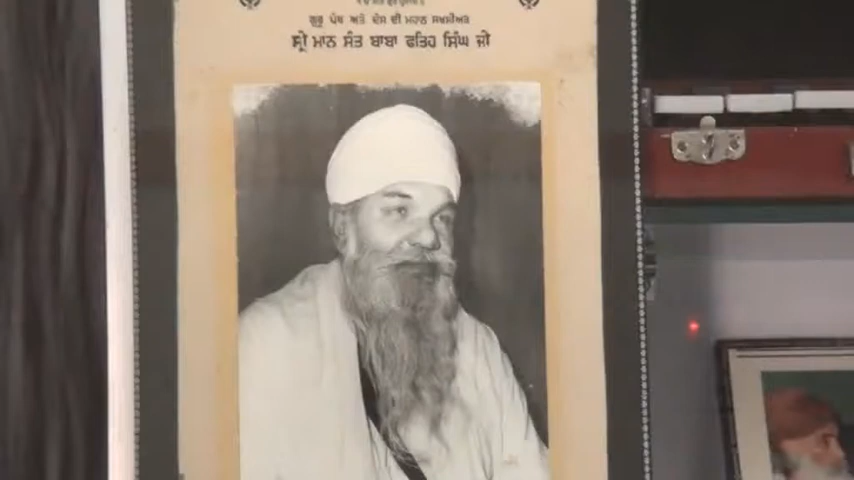 ਗੁਰੂ ਪੰਥ ਅਤੇ ਦੇਸ ਦੀ ਮਹਾਨ ਸਖਸ਼ੀਅਤ
ਸ੍ਰੀ ਮਾਨ ਸੰਤ ਬਾਬਾ ਫਤਿਹ ਸਿੰਘ ਜੀ